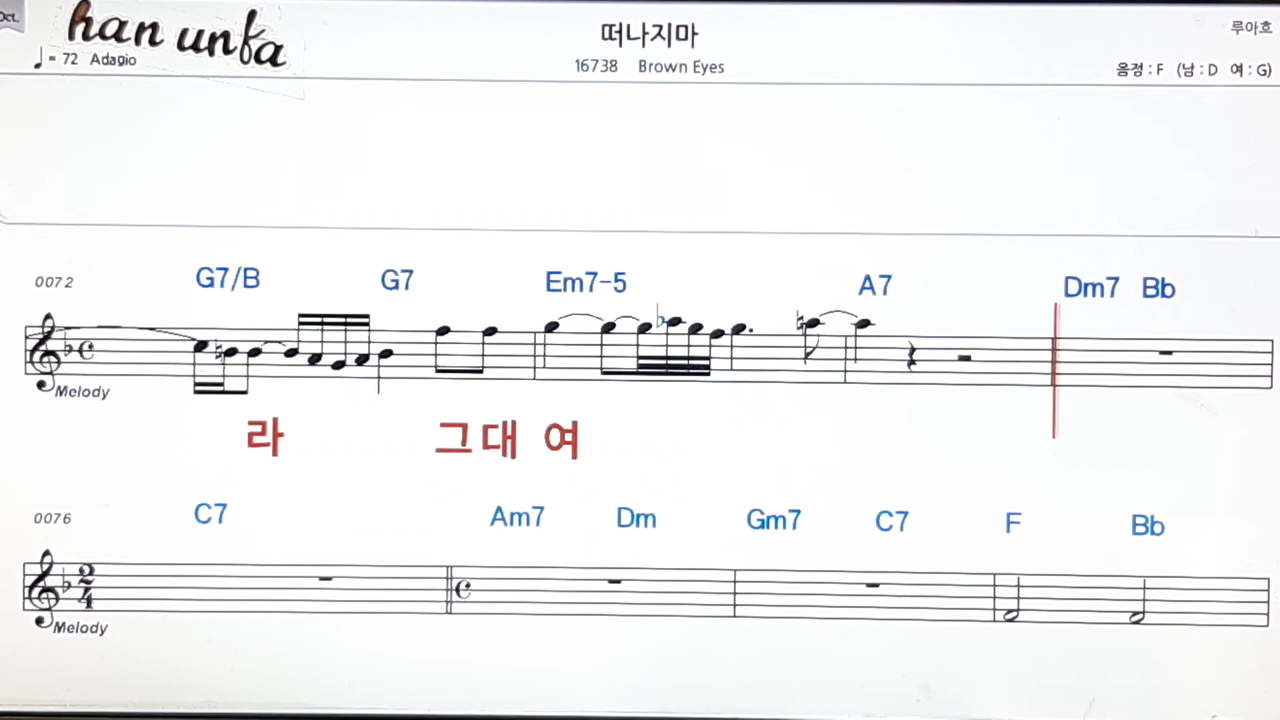 Oct.
han unfa
떠나지마
루아흐
♩= 72 Adagio
16738 Brown Eyes
음정 : F (남 : D 여 : G)
0072 G7/B G7 Em7-5 A7 Dm7 Bb
Melody
라 그대 여
0076 C7 Am7 Dm Gm7 C7 F Bb
2
4
Melody